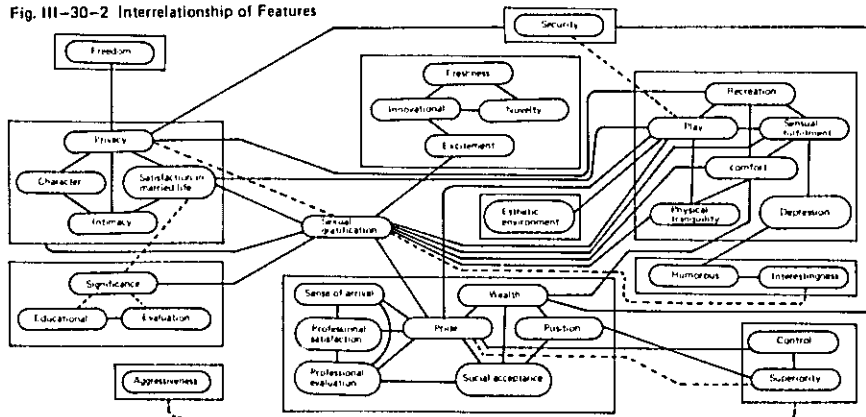 Fig. III-30-2 Interrelationship of Features
Security
Freedom
Freshness
Innovational
Novelty
Excitement
Recreation
Play
Sensual
fulfillment
Comfort
Physical
tranquility
Depression
Privacy
Character
Satisfaction in
married life
Intimacy
Sexual
gratification
Esthetic
environment
Humorous
Interestingness
Significance
Educational
Evaluation
Sense of arrival
Wealth
Professional
satisfaction
Pride
Position
Professional
evaluation
Social acceptance
Control
Superiority
Aggressiveness